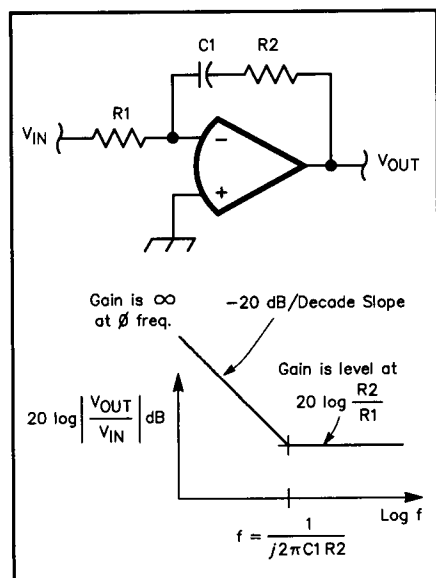 C1
R2
R1
VIN
VOUT
−
+
Gain is ∞
at Ø freq.
−20 dB/Decade Slope
Gain is level at
20 log R2/R1
20 log |VOUT/VIN| dB
Log f
f = 1/(j2πC1 R2)